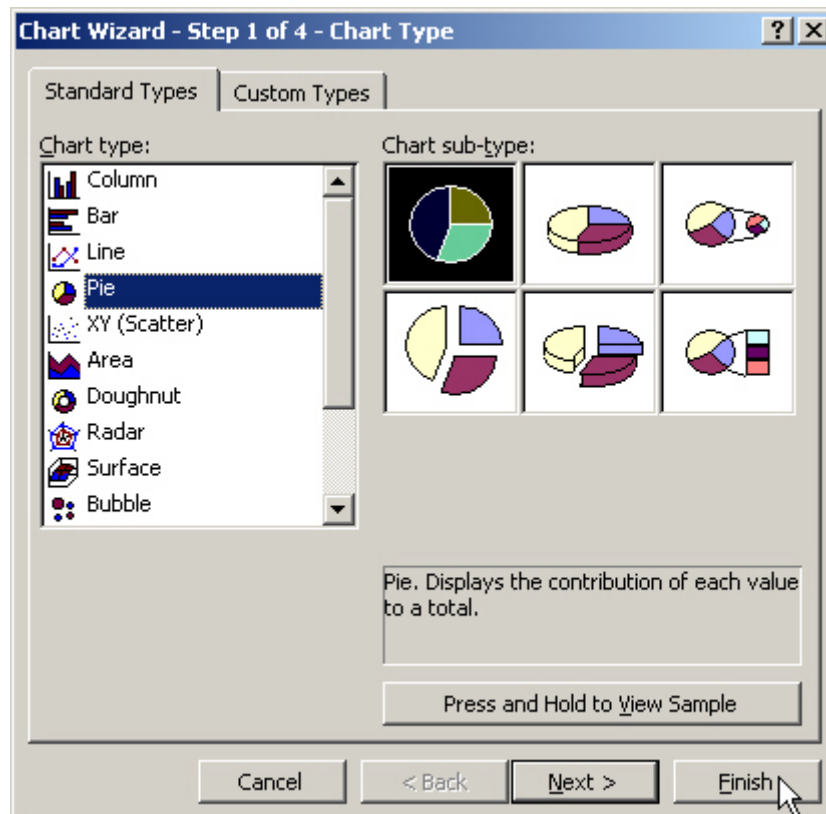 Chart Wizard - Step 1 of 4 - Chart Type
Standard Types
Custom Types
Chart type:
Column
Bar
Line
Pie
XY (Scatter)
Area
Doughnut
Radar
Surface
Bubble
Chart sub-type:
Pie. Displays the contribution of each value
to a total.
Press and Hold to View Sample
Cancel
< Back
Next >
Finish